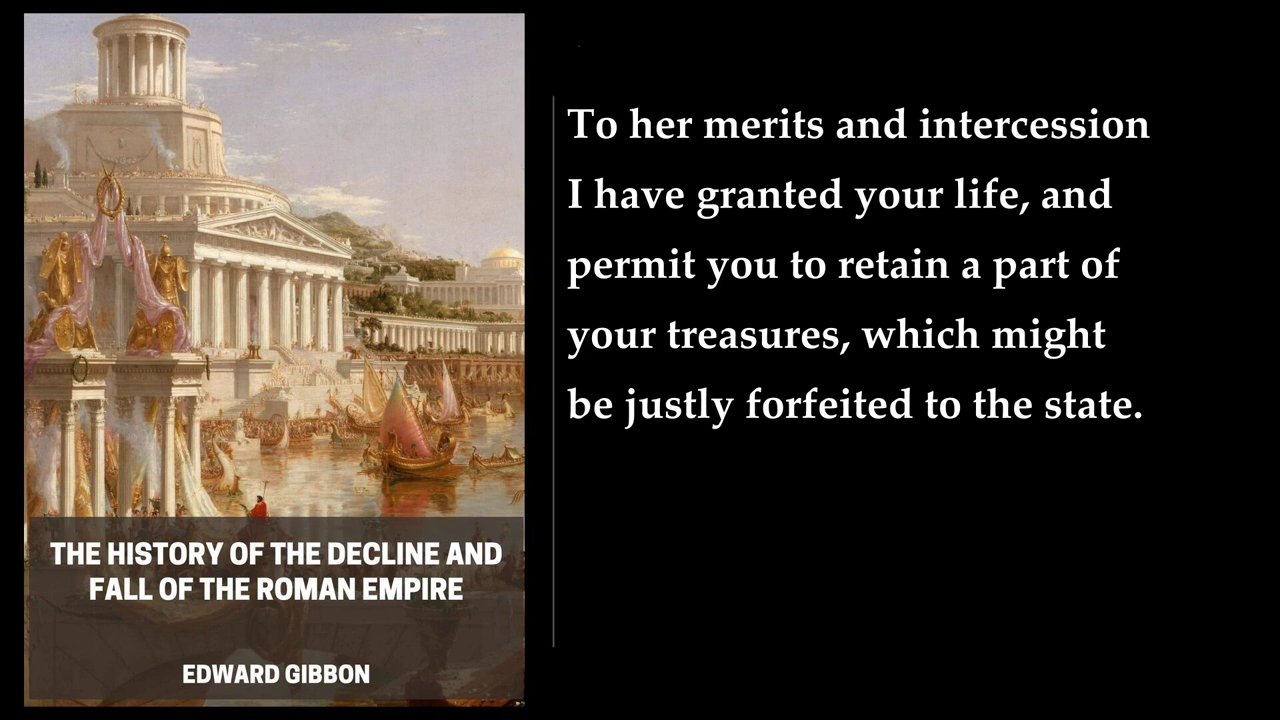 To her merits and intercession
I have granted your life, and
permit you to retain a part of
your treasures, which might
be justly forfeited to the state.
THE HISTORY OF THE DECLINE AND
FALL OF THE ROMAN EMPIRE
EDWARD GIBBON